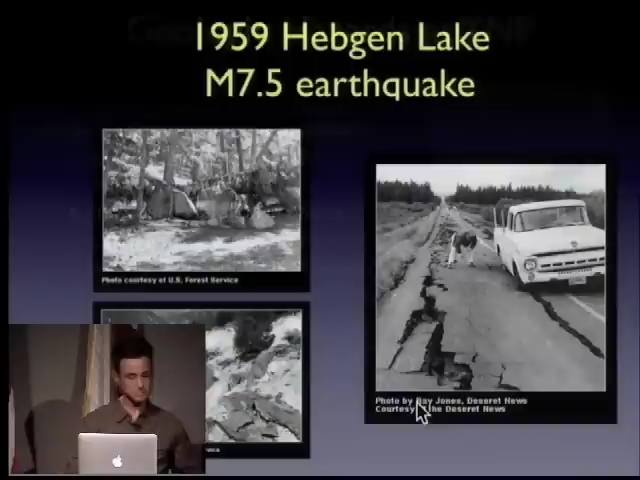 1959 Hebgen Lake
M7.5 earthquake
Photo courtesy of U.S. Forest Service
Photo by Ray Jones, Deseret News
Courtesy The Deseret News